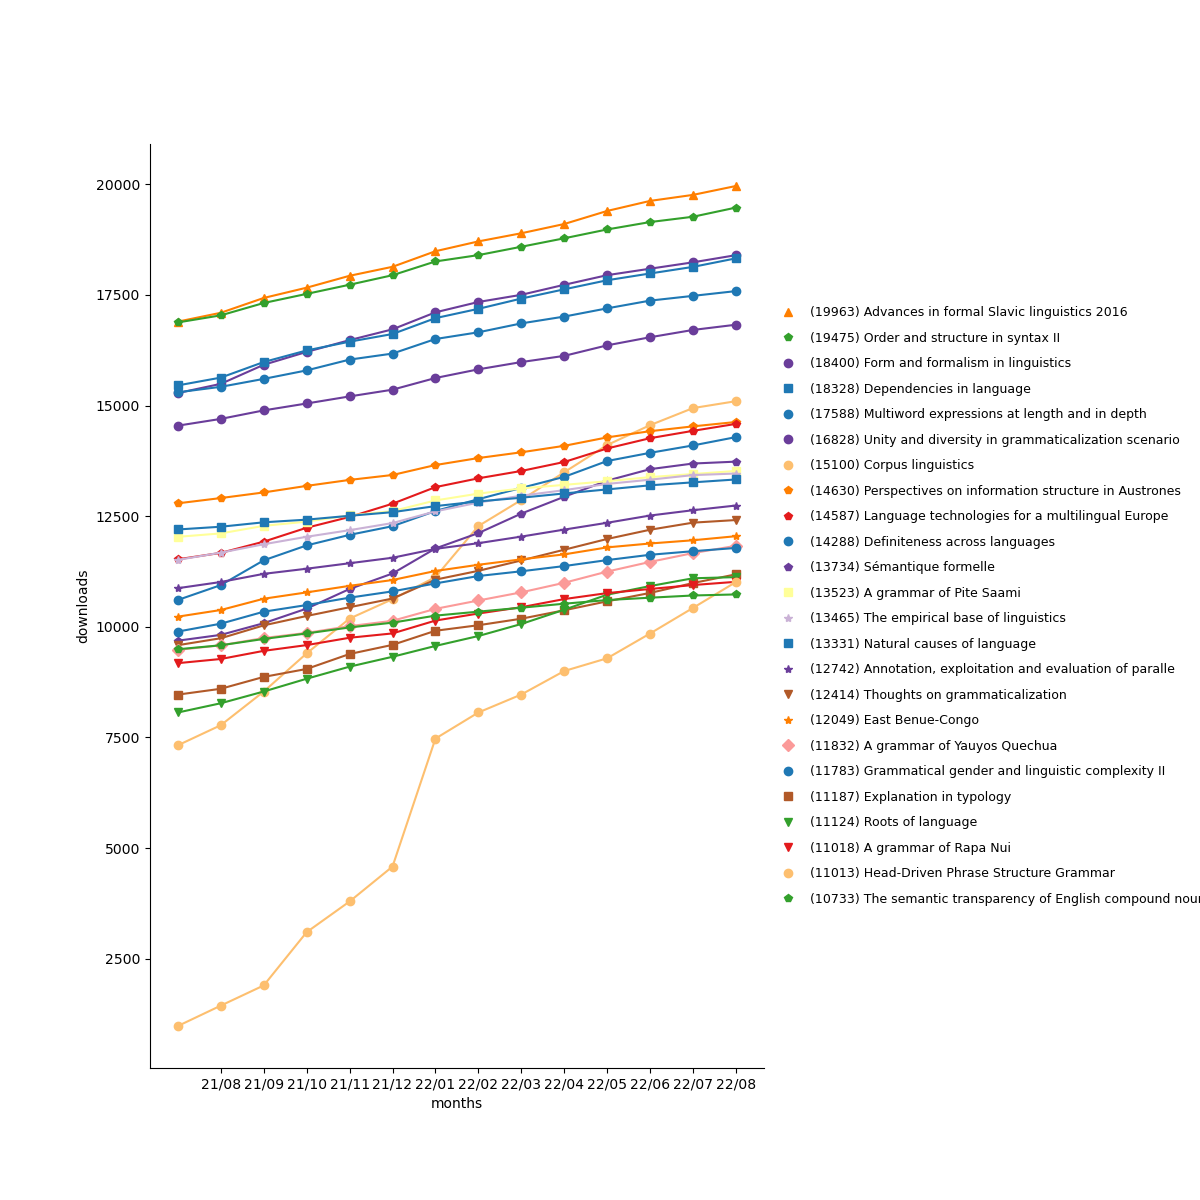 20000
17500
15000
12500
10000
7500
5000
2500
downloads
21/08 21/09 21/10 21/11 21/12 22/01 22/02 22/03 22/04 22/05 22/06 22/07 22/08
months
(19963) Advances in formal Slavic linguistics 2016
(19475) Order and structure in syntax II
(18400) Form and formalism in linguistics
(18328) Dependencies in language
(17588) Multiword expressions at length and in depth
(16828) Unity and diversity in grammaticalization scenario
(15100) Corpus linguistics
(14630) Perspectives on information structure in Austrones
(14587) Language technologies for a multilingual Europe
(14288) Definiteness across languages
(13734) Sémantique formelle
(13523) A grammar of Pite Saami
(13465) The empirical base of linguistics
(13331) Natural causes of language
(12742) Annotation, exploitation and evaluation of paralle
(12414) Thoughts on grammaticalization
(12049) East Benue-Congo
(11832) A grammar of Yauyos Quechua
(11783) Grammatical gender and linguistic complexity II
(11187) Explanation in typology
(11124) Roots of language
(11018) A grammar of Rapa Nui
(11013) Head-Driven Phrase Structure Grammar
(10733) The semantic transparency of English compound nou